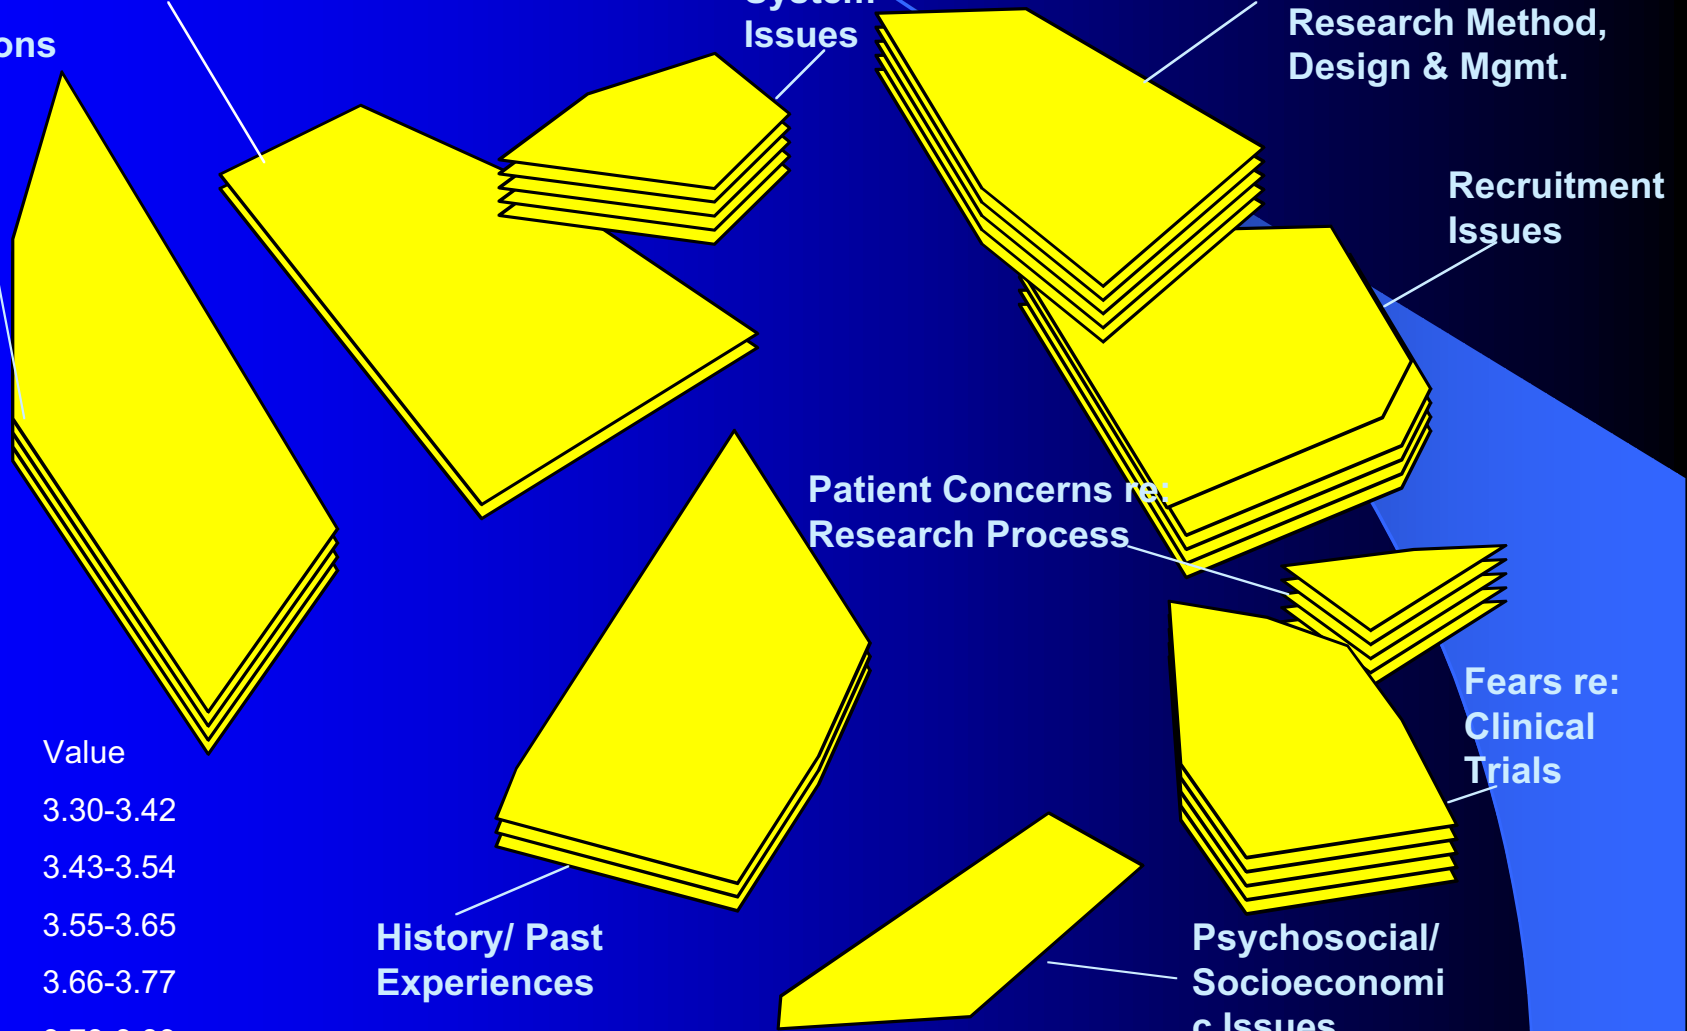 System
Issues
Research Method,
Design & Mgmt.
ons
Recruitment
Issues
Patient Concerns re:
Research Process
Fears re:
Clinical
Trials
Value
3.30-3.42
3.43-3.54
3.55-3.65
3.66-3.77
History/ Past
Experiences
Psychosocial/
Socioeconomi
c Issues